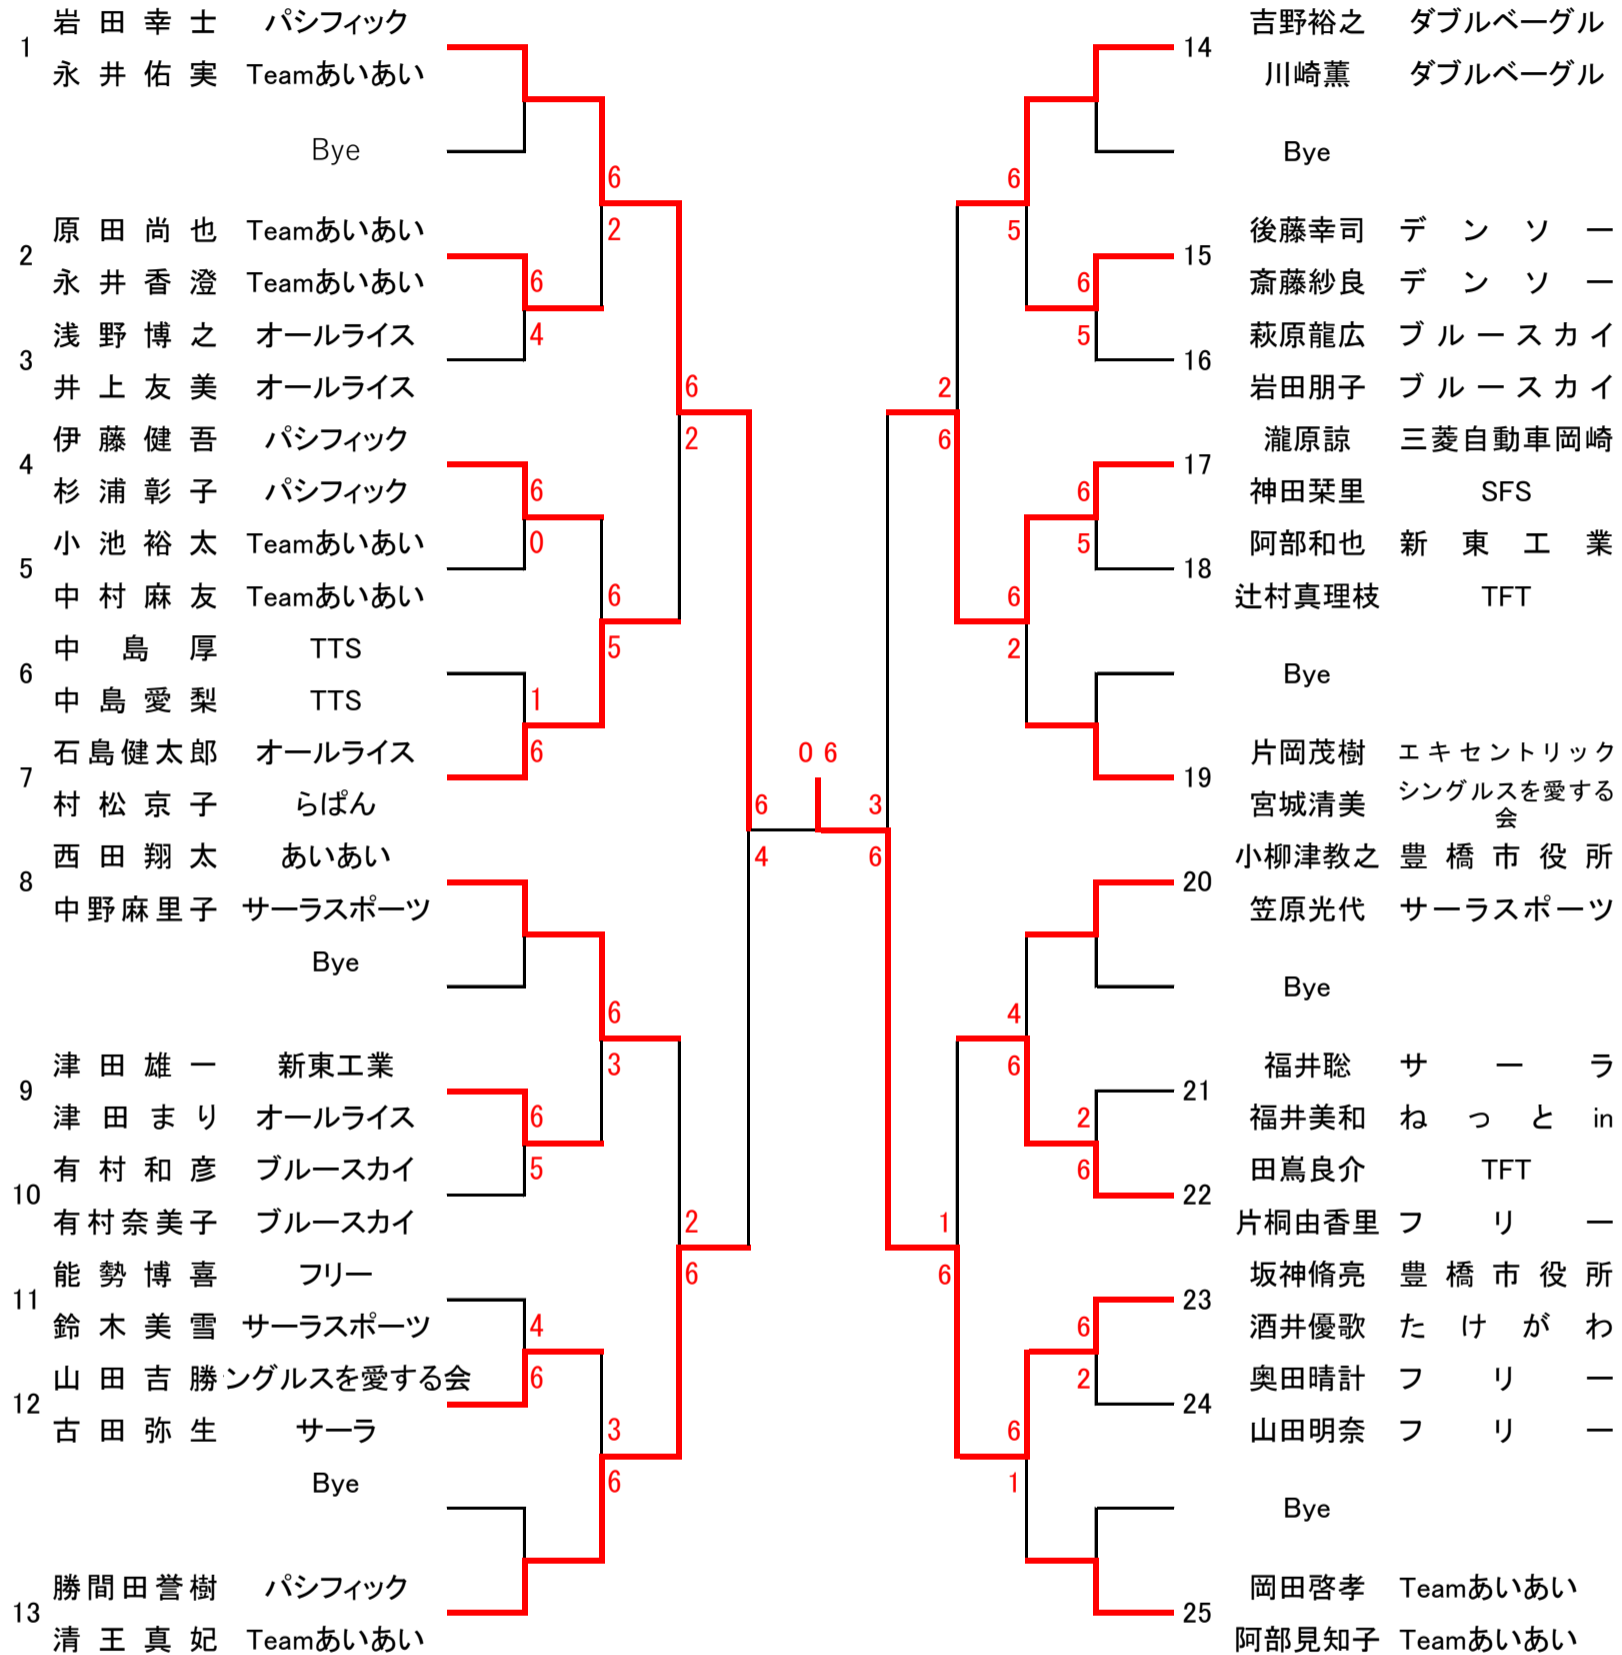 岩田幸士 パシフィック
1
永井佑実 Teamあいあい
Bye
6
原田尚也 Teamあいあい
2
2
永井香澄 Teamあいあい
6
浅野博之 オールライス
4
3
井上友美 オールライス
6
伊藤健吾 パシフィック
2
4
杉浦彰子 パシフィック
6
小池裕太 Teamあいあい
0
5
中村麻友 Teamあいあい
6
中島厚 TTS
5
6
中島愛梨 TTS
1
石島健太郎 オールライス
6
7
村松京子 らぱん
6
西田翔太 あいあい
4
8
中野麻里子 サーラスポーツ
Bye
6
津田雄一 新東工業
3
9
津田まり オールライス
6
有村和彦 ブルースカイ
5
10
有村奈美子 ブルースカイ
2
能勢博喜 フリー
6
11
鈴木美雪 サーラスポーツ
4
山田吉勝 ングルスを愛する会
6
12
古田弥生 サーラ
3
Bye
6
勝間田誉樹 パシフィック
13
清王真妃 Teamあいあい
0 6
吉野裕之 ダブルベーグル
14
川崎薫 ダブルベーグル
Bye
6
後藤幸司 デンソー
5
15
斎藤紗良 デンソー
6
萩原龍広 ブルースカイ
5
16
岩田朋子 ブルースカイ
2
瀧原諒 三菱自動車岡崎
6
17
神田栞里 SFS
6
阿部和也 新東工業
5
18
辻村真理枝 TFT
6
2
Bye
片岡茂樹 エキセントリック
19
宮城清美 シングルスを愛する
会
3
小柳津教之 豊橋市役所
6
20
笠原光代 サーラスポーツ
Bye
4
福井聡 サーラ
6
21
福井美和 ねっとin
2
田嶌良介 TFT
6
22
片桐由香里 フリー
1
坂神脩亮 豊橋市役所
6
23
酒井優歌 たけがわ
6
奥田晴計 フリー
2
24
山田明奈 フリー
6
1
Bye
岡田啓孝 Teamあいあい
25
阿部見知子 Teamあいあい